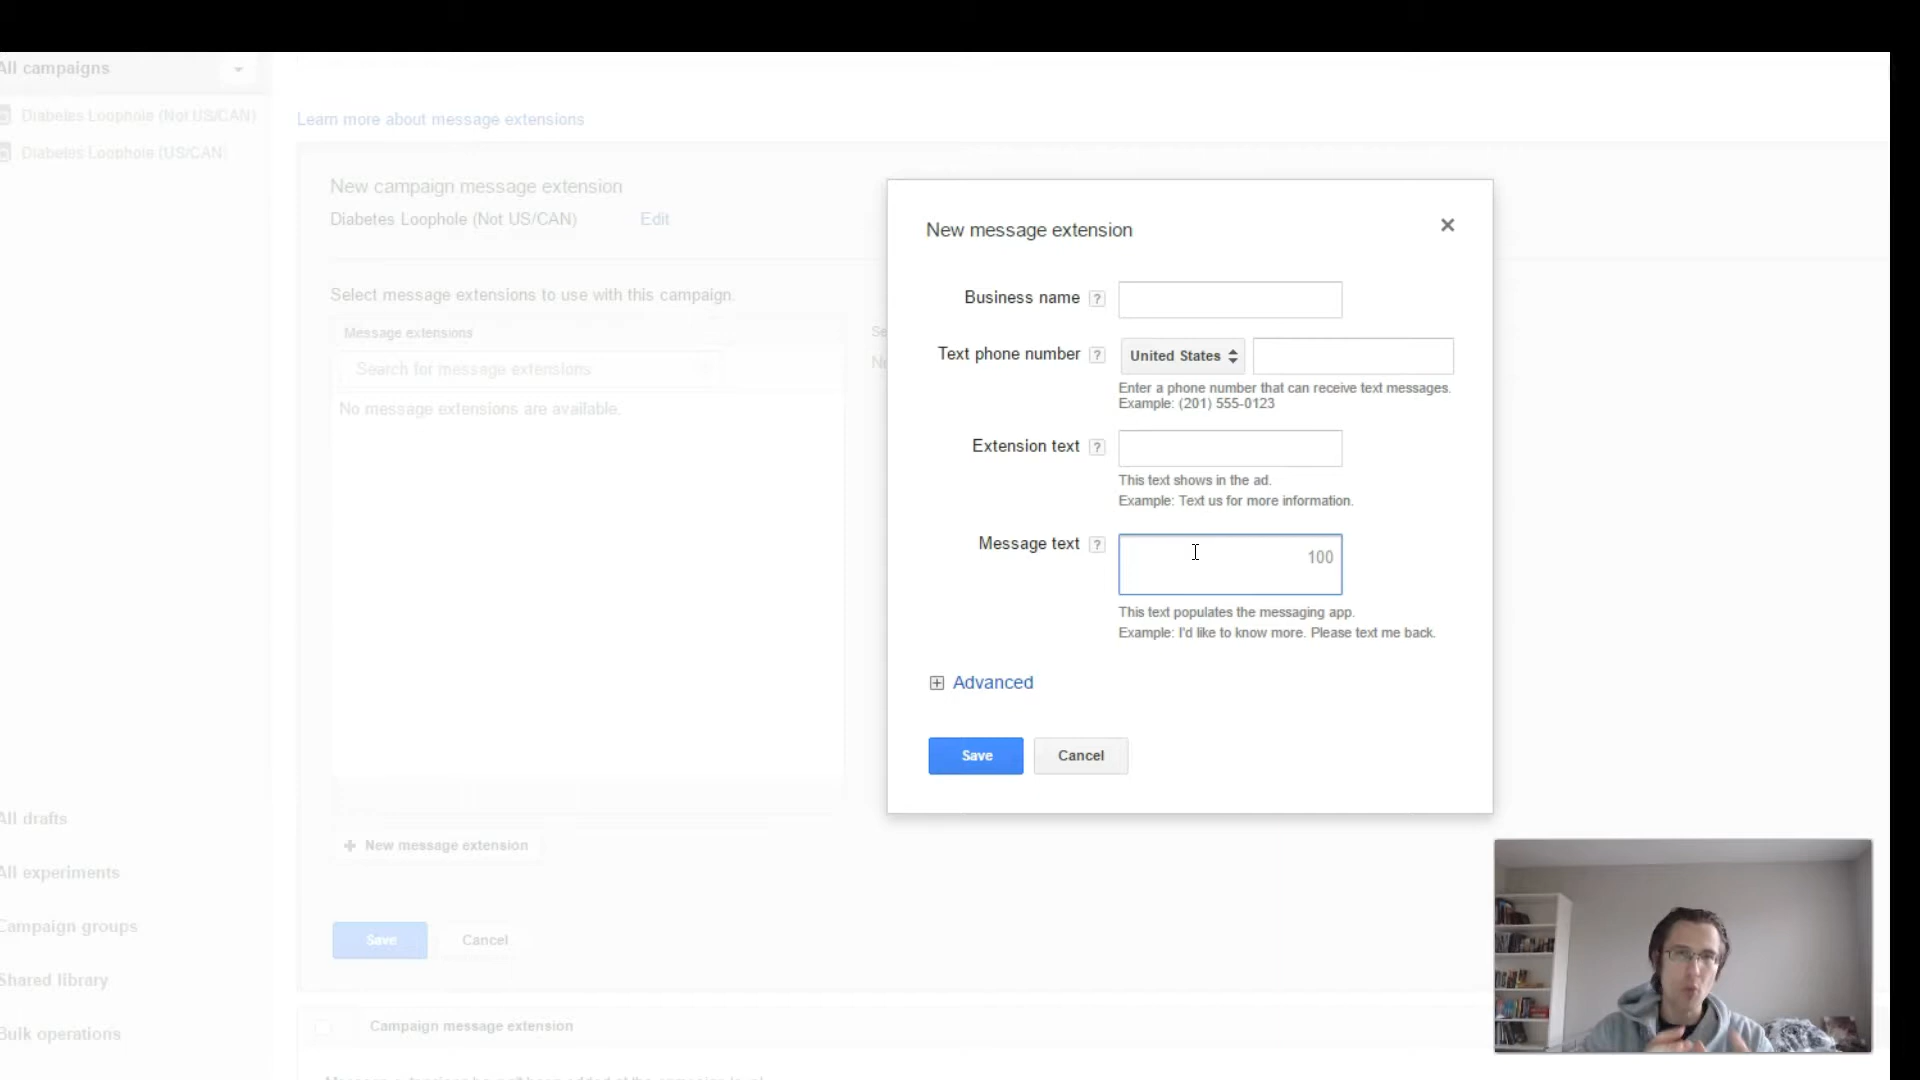 All campaigns
Diabetes Loophole (Not US/CAN)
Diabetes Loophole (US/CAN)
All drafts
All experiments
Campaign groups
Shared library
Bulk operations
Learn more about message extensions
New campaign message extension
Diabetes Loophole (Not US/CAN) Edit
Select message extensions to use with this campaign.
Message extensions
Search for message extensions
No message extensions are available.
+ New message extension
Save Cancel
Campaign message extension
New message extension
Business name ?
Text phone number ? United States
Enter a phone number that can receive text messages.
Example: (201) 555-0123
Extension text ?
This text shows in the ad.
Example: Text us for more information.
Message text ? 100
This text populates the messaging app.
Example: I'd like to know more. Please text me back.
Advanced
Save Cancel